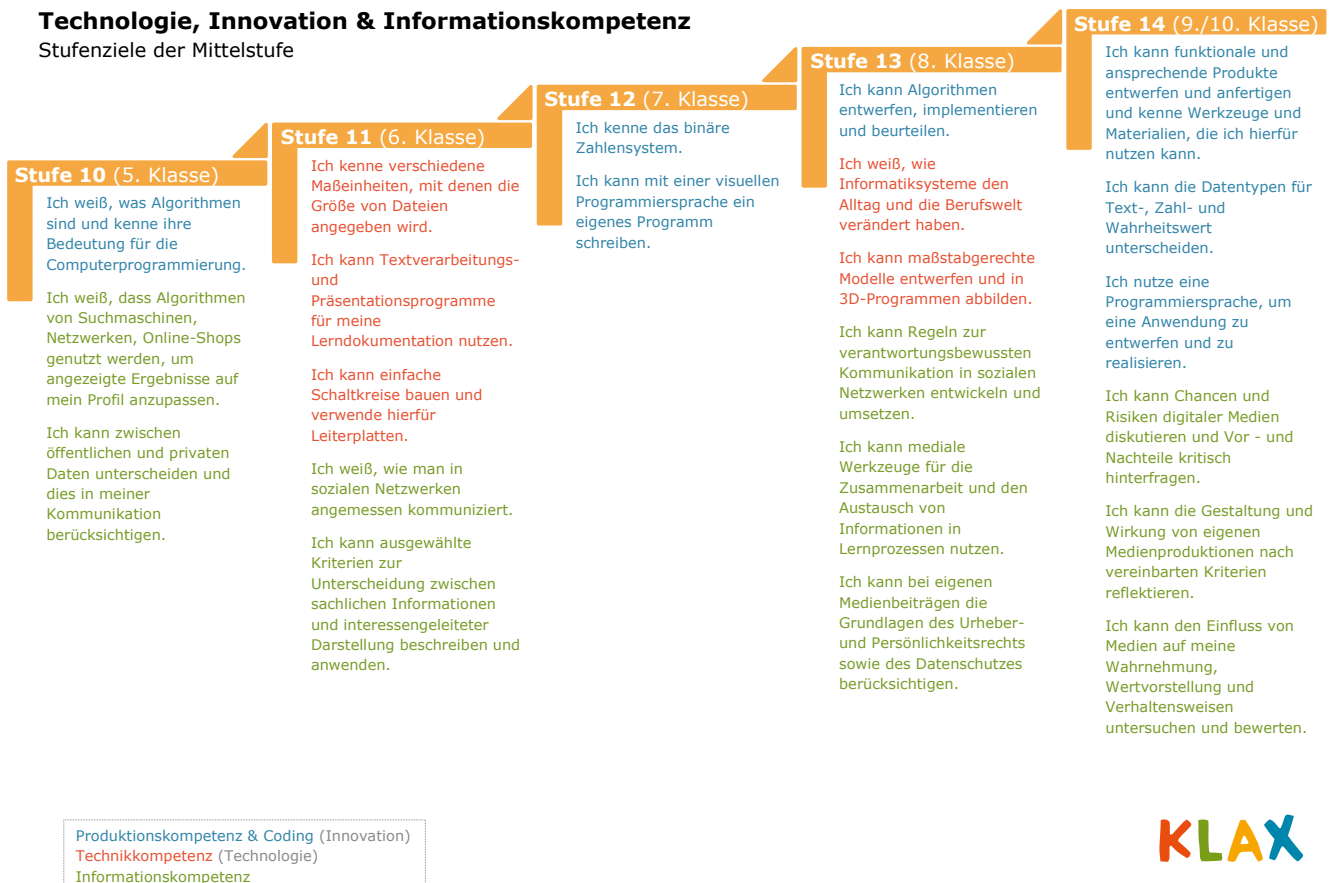 Technologie, Innovation & Informationskompetenz
Stufenziele der Mittelstufe
Stufe 10 (5. Klasse)
Ich weiß, was Algorithmen
sind und kenne ihre
Bedeutung für die
Computerprogrammierung.
Ich weiß, dass Algorithmen
von Suchmaschinen,
Netzwerken, Online-Shops
genutzt werden, um
angezeigte Ergebnisse auf
mein Profil anzupassen.
Ich kann zwischen
öffentlichen und privaten
Daten unterscheiden und
dies in meiner
Kommunikation
berücksichtigen.
Stufe 11 (6. Klasse)
Ich kenne verschiedene
Maßeinheiten, mit denen die
Größe von Dateien
angegeben wird.
Ich kann Textverarbeitungs-
und
Präsentationsprogramme
für meine
Lerndokumentation nutzen.
Ich kann einfache
Schaltkreise bauen und
verwende hierfür
Leiterplatten.
Ich weiß, wie man in
sozialen Netzwerken
angemessen kommuniziert.
Ich kann ausgewählte
Kriterien zur
Unterscheidung zwischen
sachlichen Informationen
und interessengeleiteter
Darstellung beschreiben und
anwenden.
Stufe 12 (7. Klasse)
Ich kenne das binäre
Zahlensystem.
Ich kann mit einer visuellen
Programmiersprache ein
eigenes Programm
schreiben.
Stufe 13 (8. Klasse)
Ich kann Algorithmen
entwerfen, implementieren
und beurteilen.
Ich weiß, wie
Informatiksysteme den
Alltag und die Berufswelt
verändert haben.
Ich kann maßstabgerechte
Modelle entwerfen und in
3D-Programmen abbilden.
Ich kann Regeln zur
verantwortungsbewussten
Kommunikation in sozialen
Netzwerken entwickeln und
umsetzen.
Ich kann mediale
Werkzeuge für die
Zusammenarbeit und den
Austausch von
Informationen in
Lernprozessen nutzen.
Ich kann bei eigenen
Medienbeiträgen die
Grundlagen des Urheber-
und Persönlichkeitsrechts
sowie des Datenschutzes
berücksichtigen.
Stufe 14 (9./10. Klasse)
Ich kann funktionale und
ansprechende Produkte
entwerfen und anfertigen
und kenne Werkzeuge und
Materialien, die ich hierfür
nutzen kann.
Ich kann die Datentypen für
Text-, Zahl- und
Wahrheitswert
unterscheiden.
Ich nutze eine
Programmiersprache, um
eine Anwendung zu
entwerfen und zu
realisieren.
Ich kann Chancen und
Risiken digitaler Medien
diskutieren und Vor - und
Nachteile kritisch
hinterfragen.
Ich kann die Gestaltung und
Wirkung von eigenen
Medienproduktionen nach
vereinbarten Kriterien
reflektieren.
Ich kann den Einfluss von
Medien auf meine
Wahrnehmung,
Wertvorstellung und
Verhaltensweisen
untersuchen und bewerten.
Produktionskompetenz & Coding (Innovation)
Technikkompetenz (Technologie)
Informationskompetenz
KLAX